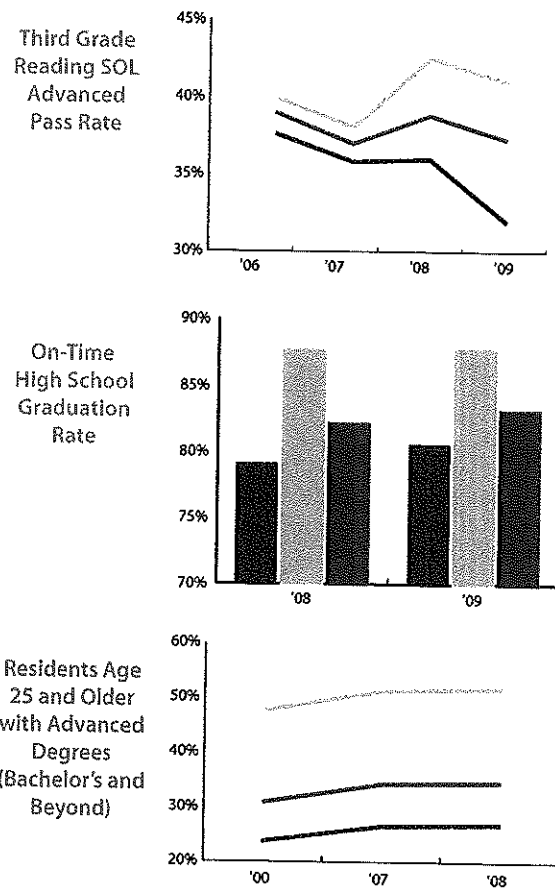 Third Grade
Reading SOL
Advanced
Pass Rate
45%
40%
35%
30%
'06
'07
'08
'09
On-Time
High School
Graduation
Rate
90%
85%
80%
75%
70%
'08
'09
Residents Age
25 and Older
with Advanced
Degrees
(Bachelor's and
Beyond)
60%
50%
40%
30%
20%
'00
'07
'08